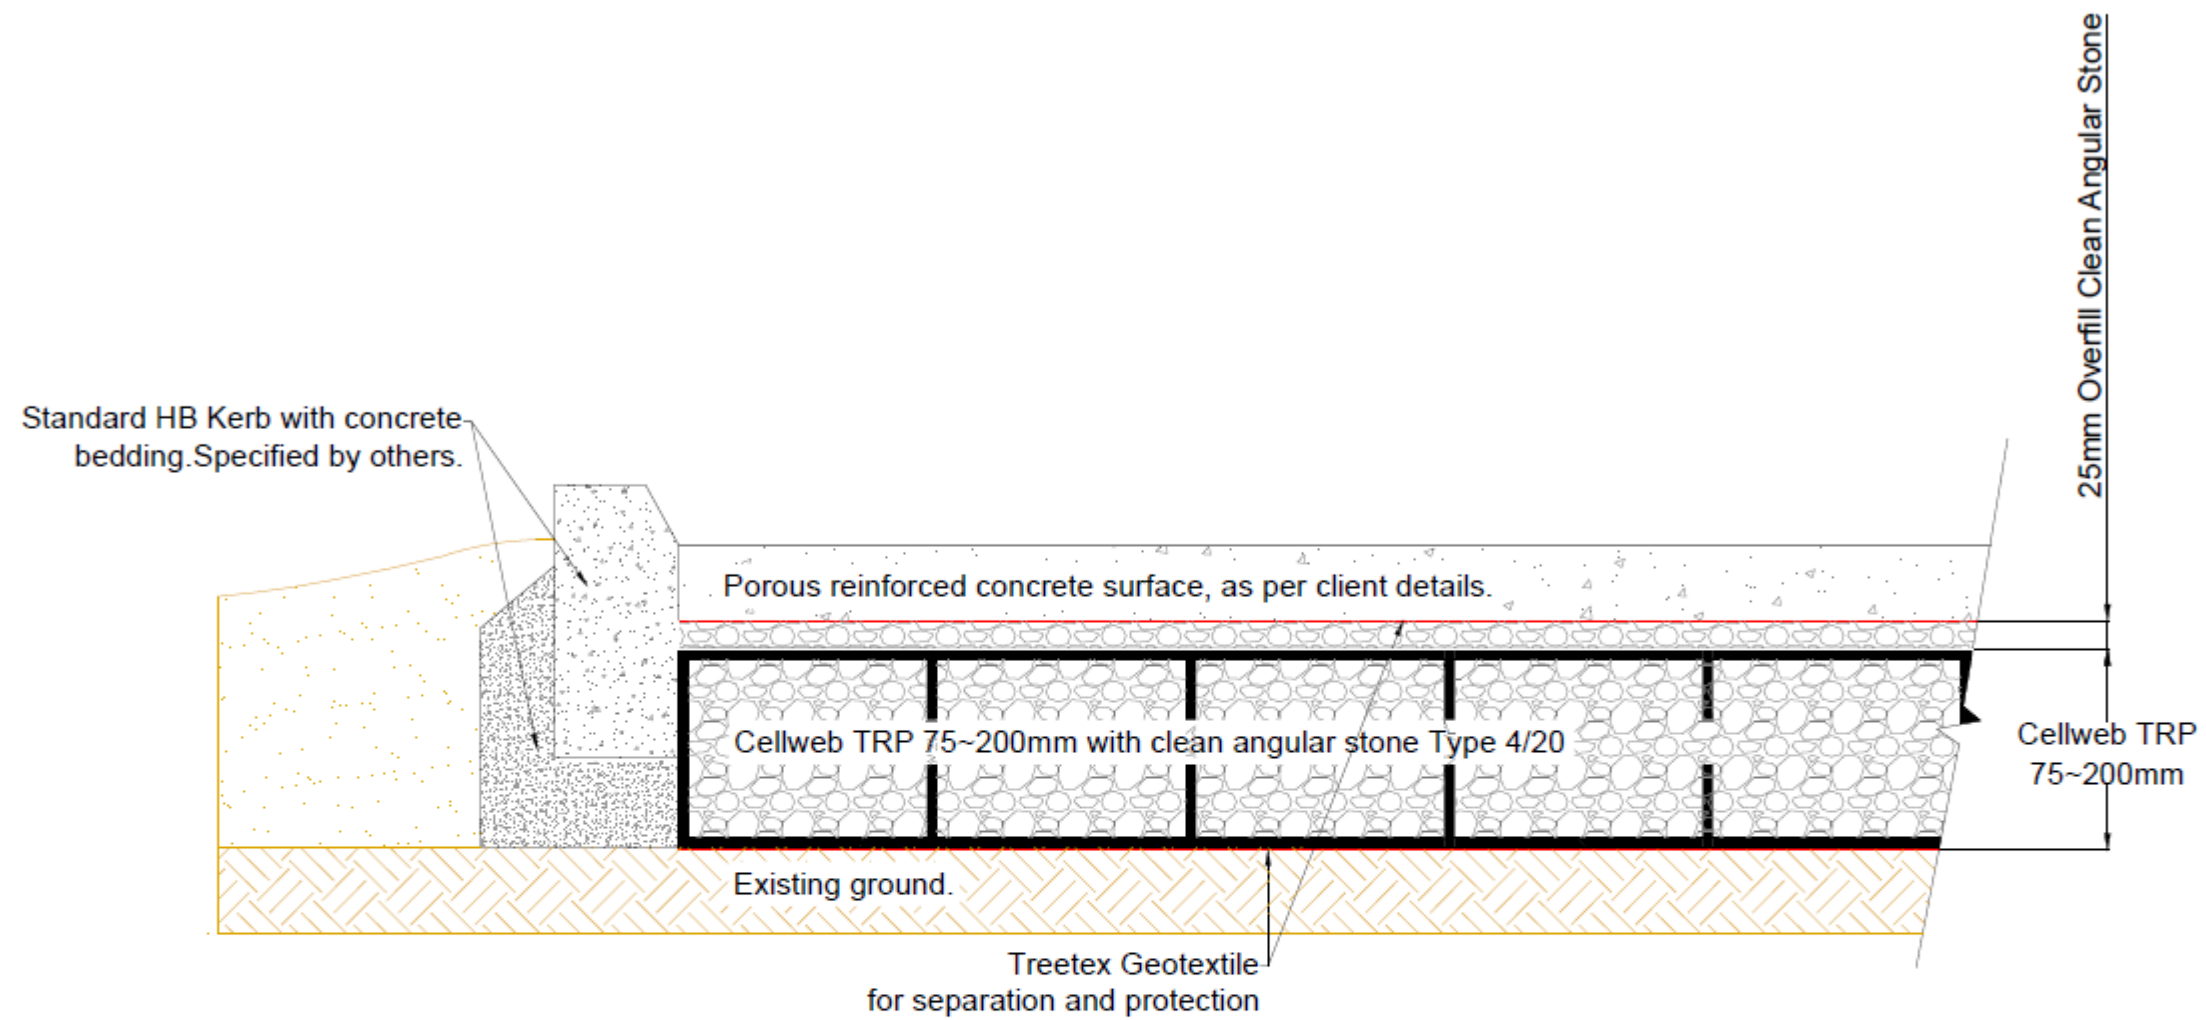 25mm Overfill Clean Angular Stone
Standard HB Kerb with concrete
bedding.Specified by others.
Porous reinforced concrete surface, as per client details.
Cellweb TRP 75~200mm with clean angular stone Type 4/20
Cellweb TRP
75~200mm
Existing ground.
Treetex Geotextile
for separation and protection